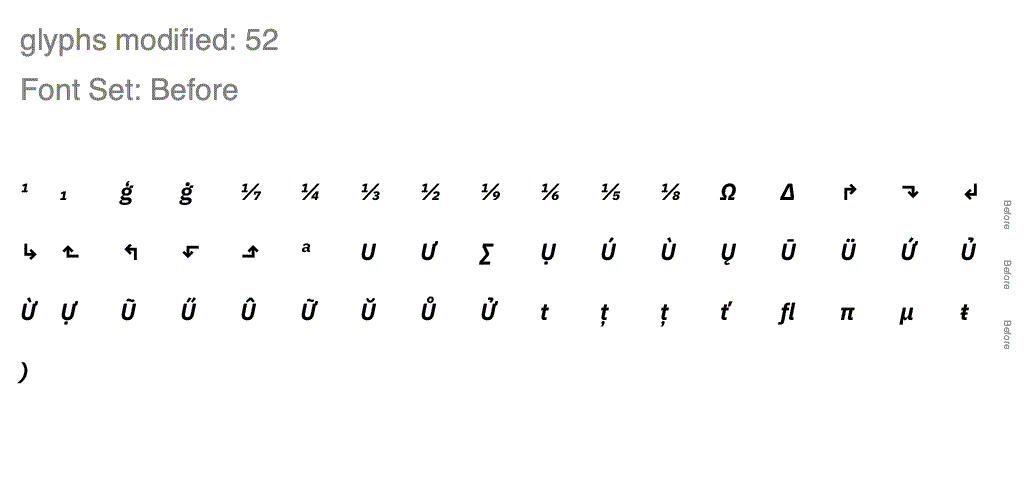 glyphs modified: 52
Font Set: Before
¹ ₁ ģ ġ ⅐ ¼ ⅓ ½ ⅑ ⅙ ⅕ ⅛ Ω Δ ↱ ↴ ↲
↳ ⬑ ↰ ↽ ⬏ ª U Ư ∑ Ụ Ú Ù Ų Ū Ü Ứ Ủ
Ừ Ự Ũ Ű Û Ữ Ŭ Ů Ử t ț ţ ť ﬂ π µ ŧ
)
Before
Before
Before